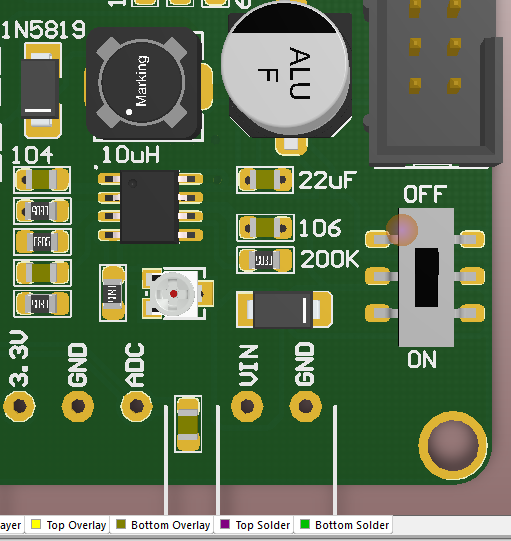 1N5819
Marking
ALU
F
104
10uH
22uF
OFF
106
200K
ON
3.3V
GND
ADC
VIN
GND
ayer
Top Overlay
Bottom Overlay
Top Solder
Bottom Solder